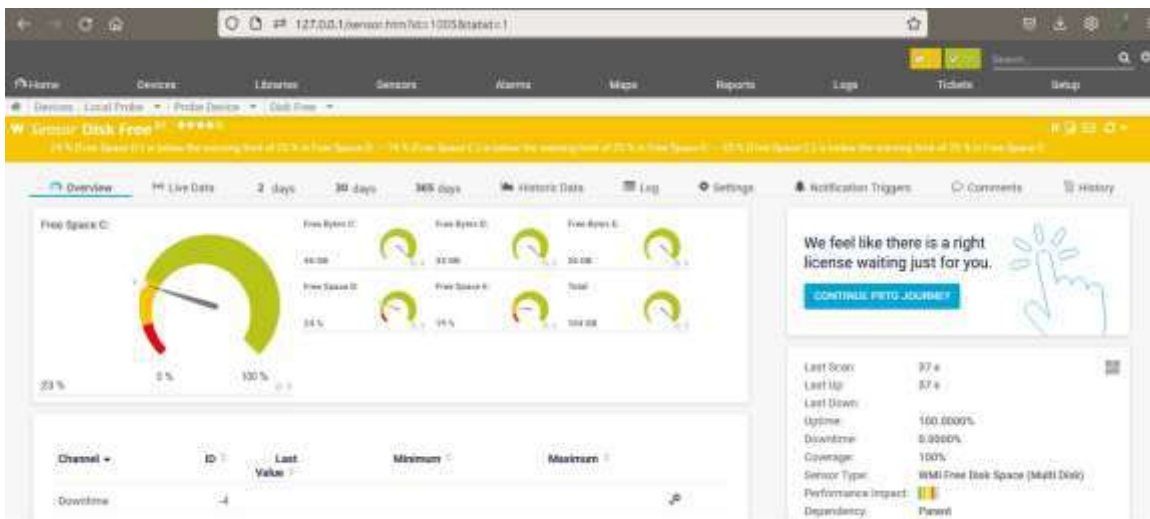 127.0.0.1/sensor.htm?id=1005&tabid=1
Search...
Home Devices Libraries Sensors Alarms Maps Reports Logs Tickets Setup
Devices Local Probe Probe Device Disk Free
W Sensor Disk Free
Overview Live Data 2 days 30 days 365 days Historic Data Log Settings Notification Triggers Comments History
Free Space C:
23 %
0 %
100 %
Free Bytes C:
Free Bytes D:
Free Bytes E:
Free Space D:
24 %
Free Space E:
19 %
Total
We feel like there is a right
license waiting just for you.
CONTINUE PRTG JOURNEY
Last Scan: 37 s
Last Up: 37 s
Last Down:
Uptime: 100.0000%
Downtime: 0.0000%
Coverage: 100%
Sensor Type: WMI Free Disk Space (Multi Disk)
Performance Impact:
Dependency: Parent
Channel ID Last Value Minimum Maximum
Downtime -4